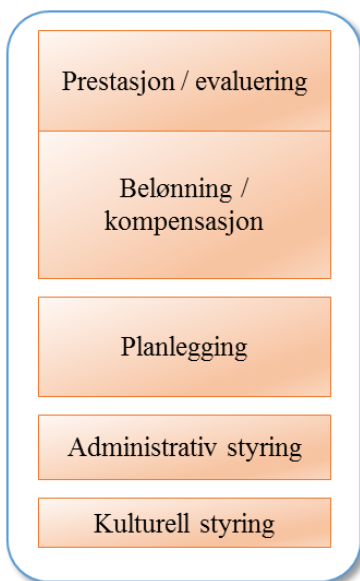 Prestasjon / evaluering
Belønning /
kompensasjon
Planlegging
Administrativ styring
Kulturell styring